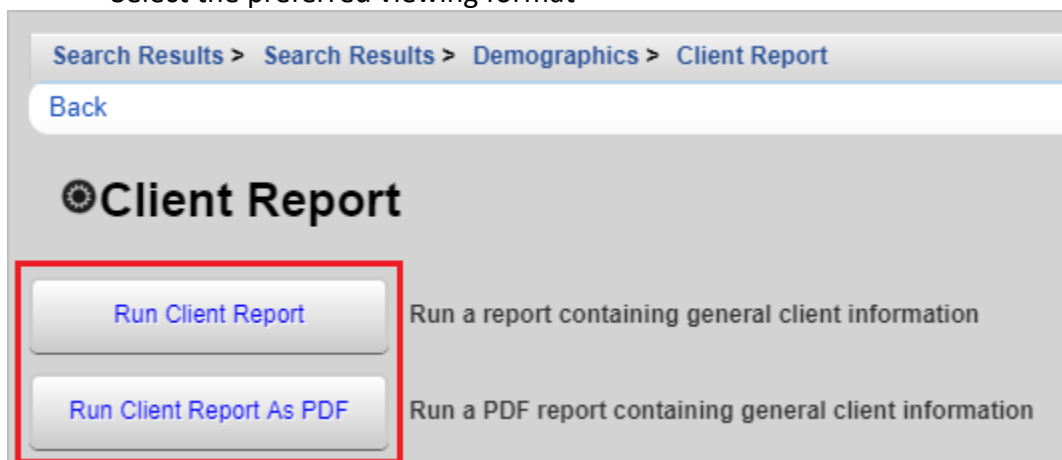 Select the preferred viewing format
Search Results > Search Results > Demographics > Client Report
Back
Client Report
Run Client Report Run a report containing general client information
Run Client Report As PDF Run a PDF report containing general client information